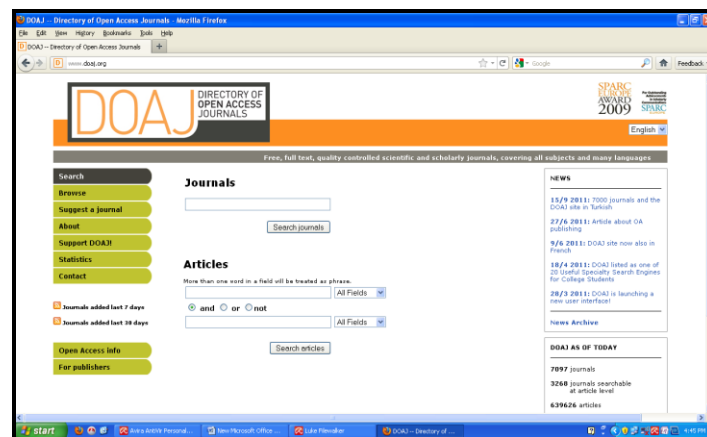 DOAJ -- Directory of Open Access Journals - Mozilla Firefox
File Edit View History Bookmarks Tools Help
DOAJ -- Directory of Open Access Journals
www.doaj.org
Google
Feedback
DOAJ
DIRECTORY OF
OPEN ACCESS
JOURNALS
SPARC
EUROPE
AWARD
2009
SPARC
English
Free, full text, quality controlled scientific and scholarly journals, covering all subjects and many languages
Search
Browse
Suggest a journal
About
Support DOAJ!
Statistics
Contact
Journals added last 7 days
Journals added last 30 days
Open Access info
For publishers
Journals
Search journals
Articles
More than one word in a field will be treated as phrase.
All Fields
and or not
All Fields
Search articles
NEWS
15/9 2011: 7000 journals and the
DOAJ site in Turkish
27/6 2011: Article about OA
publishing
9/6 2011: DOAJ site now also in
French
18/4 2011: DOAJ listed as one of
20 Useful Specialty Search Engines
for College Students
28/3 2011: DOAJ is launching a
new user interface!
News Archive
DOAJ AS OF TODAY
7097 journals
3268 journals searchable
at article level
639626 articles
start
Avira AntiVir Personal...
New Microsoft Office ...
Luke Filewalker
DOAJ -- Directory of ...
4:45 PM